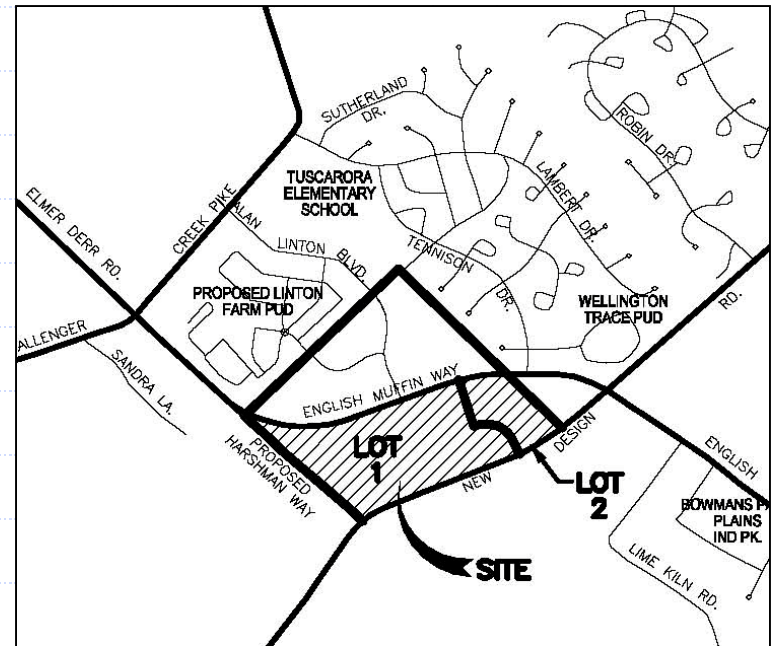 SUTHERLAND
DR.
ROBIN DR.
TUSCARORA
ELEMENTARY
SCHOOL
LAMBERT DR.
ELMER DERR RD.
CREEK PIKE
ALAN
LINTON
BLVD.
TENNISON
DR.
PROPOSED LINTON
FARM PUD
WELLINGTON
TRACE PUD
RD.
ALLENGER
SANDRA LA.
ENGLISH MUFFIN WAY
PROPOSED
HARSHMAN WAY
LOT
1
NEW
DESIGN
ENGLISH
LOT
2
BOWMANS
PLAINS
IND PK.
SITE
LIME KILN RD.